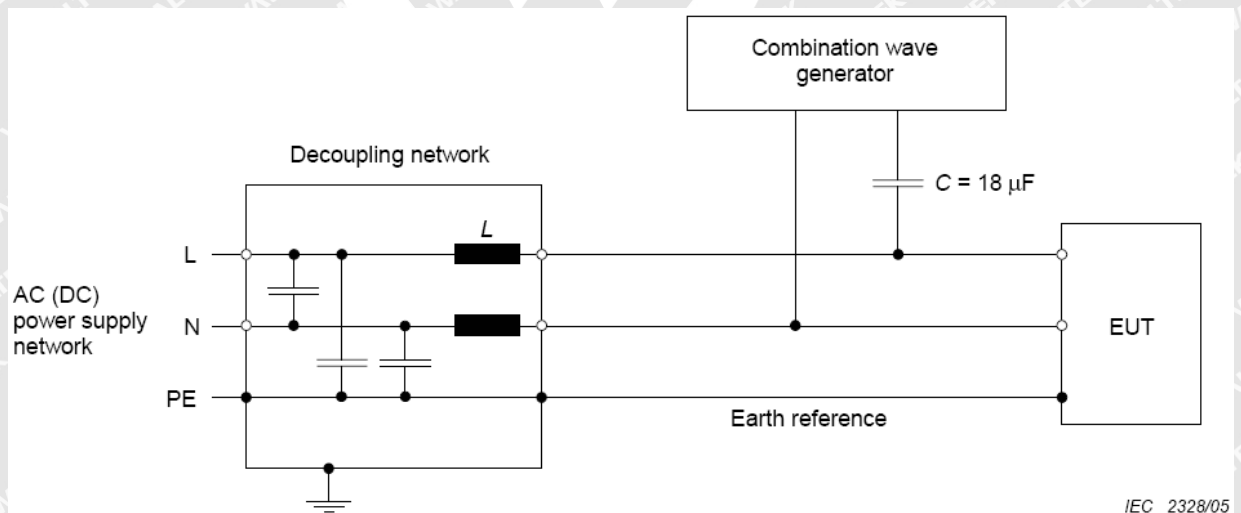 Combination wave
generator
Decoupling network
C = 18 μF
L
L
AC (DC)
power supply
network
N
EUT
PE
Earth reference
IEC 2328/05